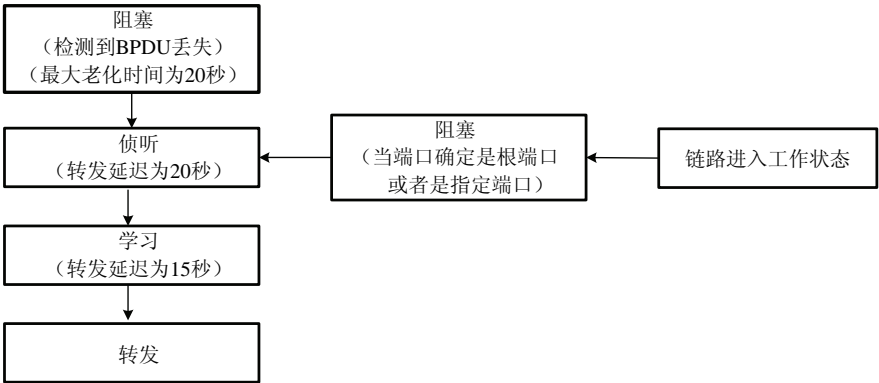 阻塞
（检测到BPDU丢失）
（最大老化时间为20秒）
侦听
（转发延迟为20秒）
阻塞
（当端口确定是根端口
或者是指定端口）
链路进入工作状态
学习
（转发延迟为15秒）
转发